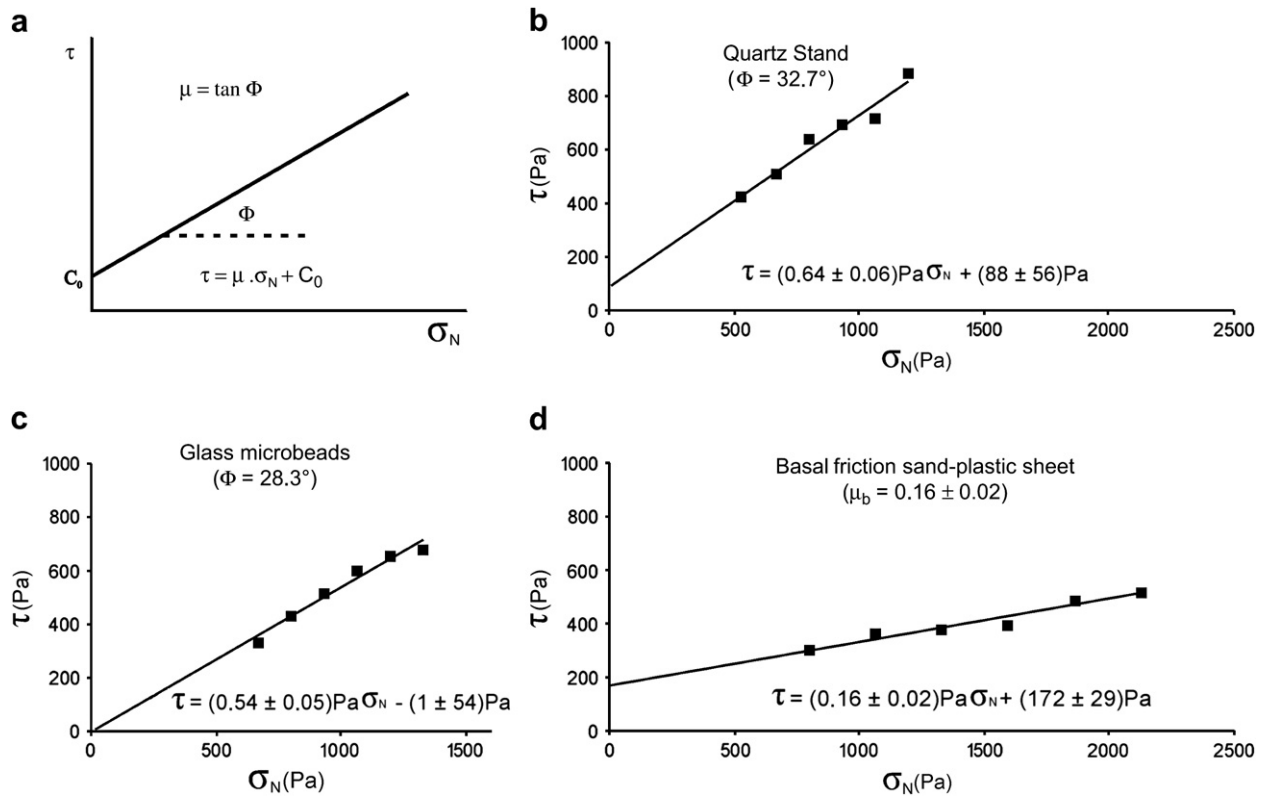 a
τ
μ = tan Φ
Φ
C₀
τ = μ .σN + C₀
σN
b
Quartz Stand
(Φ = 32.7°)
1000
800
600
400
200
0
τ(Pa)
τ = (0.64 ± 0.06)Pa σN + (88 ± 56)Pa
0 500 1000 1500 2000 2500
σN(Pa)
c
Glass microbeads
(Φ = 28.3°)
1000
800
600
400
200
0
τ(Pa)
τ = (0.54 ± 0.05)Pa σN - (1 ± 54)Pa
0 500 1000 1500
σN(Pa)
d
Basal friction sand-plastic sheet
(μb = 0.16 ± 0.02)
1000
800
600
400
200
0
τ(Pa)
τ = (0.16 ± 0.02)Pa σN + (172 ± 29)Pa
0 500 1000 1500 2000 2500
σN(Pa)